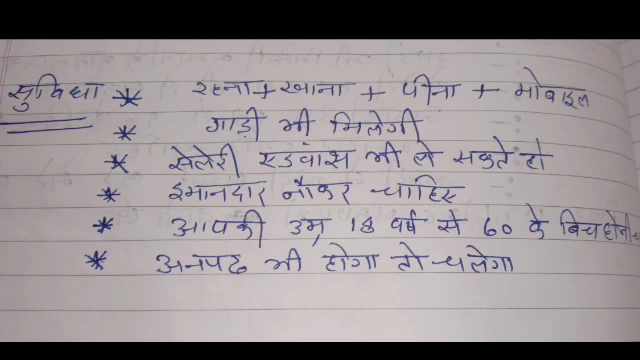 सुविधा * रहना + खाना + पीना + मोबाइल
* गाड़ी भी मिलेगी
* सेलेरी एडवांस भी ले सकते हो
* इमानदार नौकर चाहिए
* आपकी उम्र 18 वर्ष से 60 के बिच होनी
* अनपढ भी होगा तो चलेगा